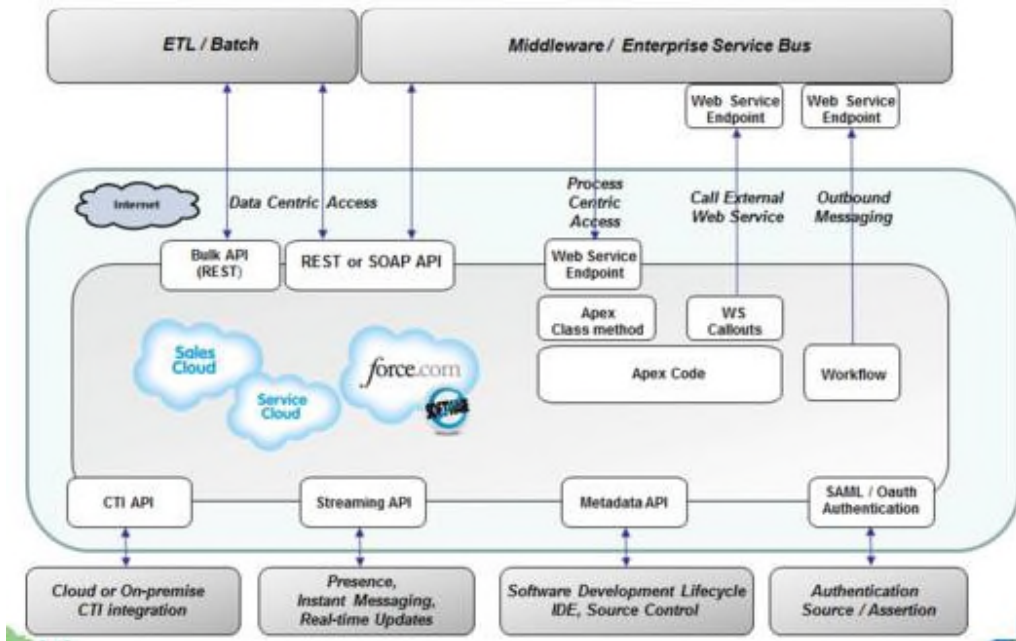 ETL / Batch
Middleware / Enterprise Service Bus
Web Service
Endpoint
Web Service
Endpoint
Internet
Data Centric Access
Process
Centric
Access
Call External
Web Service
Outbound
Messaging
Bulk API
(REST)
REST or SOAP API
Web Service
Endpoint
Apex
Class method
WS
Callouts
Apex Code
Workflow
Sales
Cloud
Service
Cloud
force.com
CTI API
Streaming API
Metadata API
SAML / Oauth
Authentication
Cloud or On-premise
CTI integration
Presence,
Instant Messaging,
Real-time Updates
Software Development Lifecycle
IDE, Source Control
Authentication
Source / Assertion